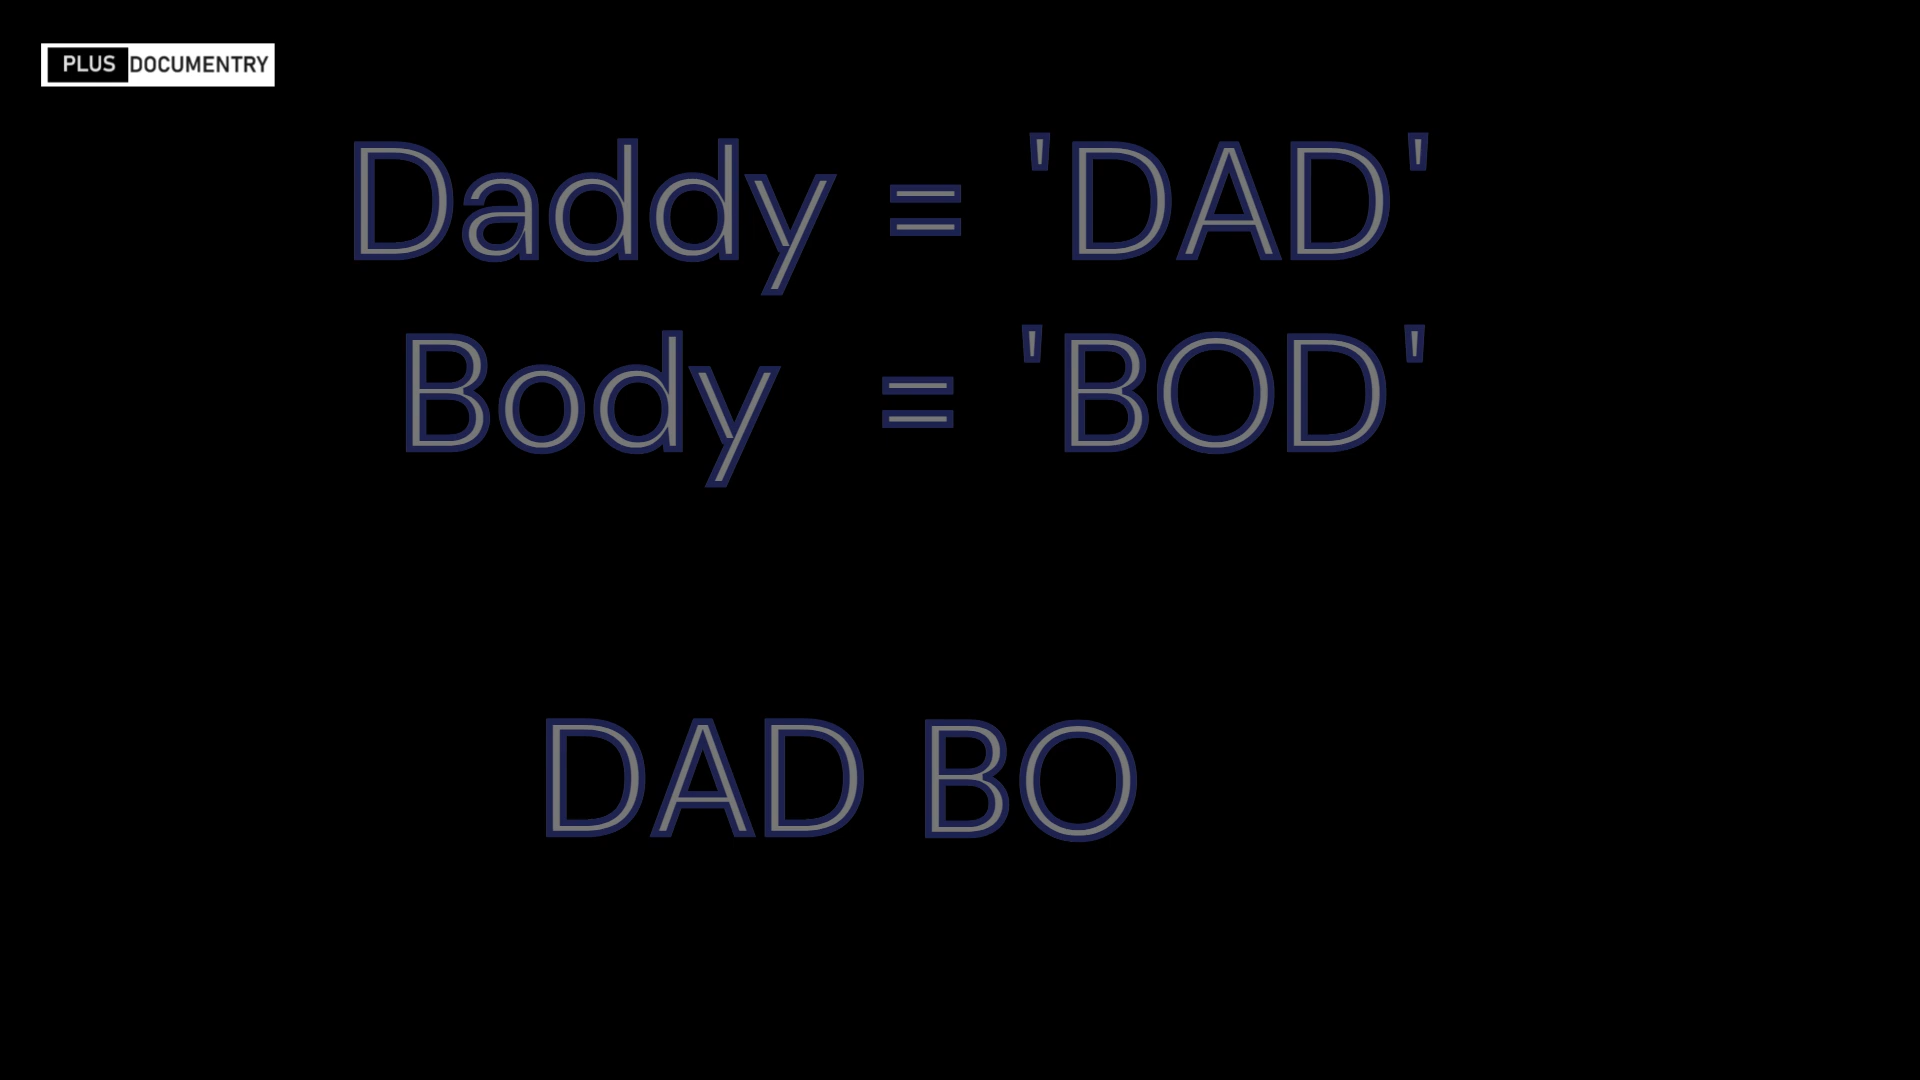 PLUS DOCUMENTRY
Daddy = 'DAD'
Body = 'BOD'
DAD BO